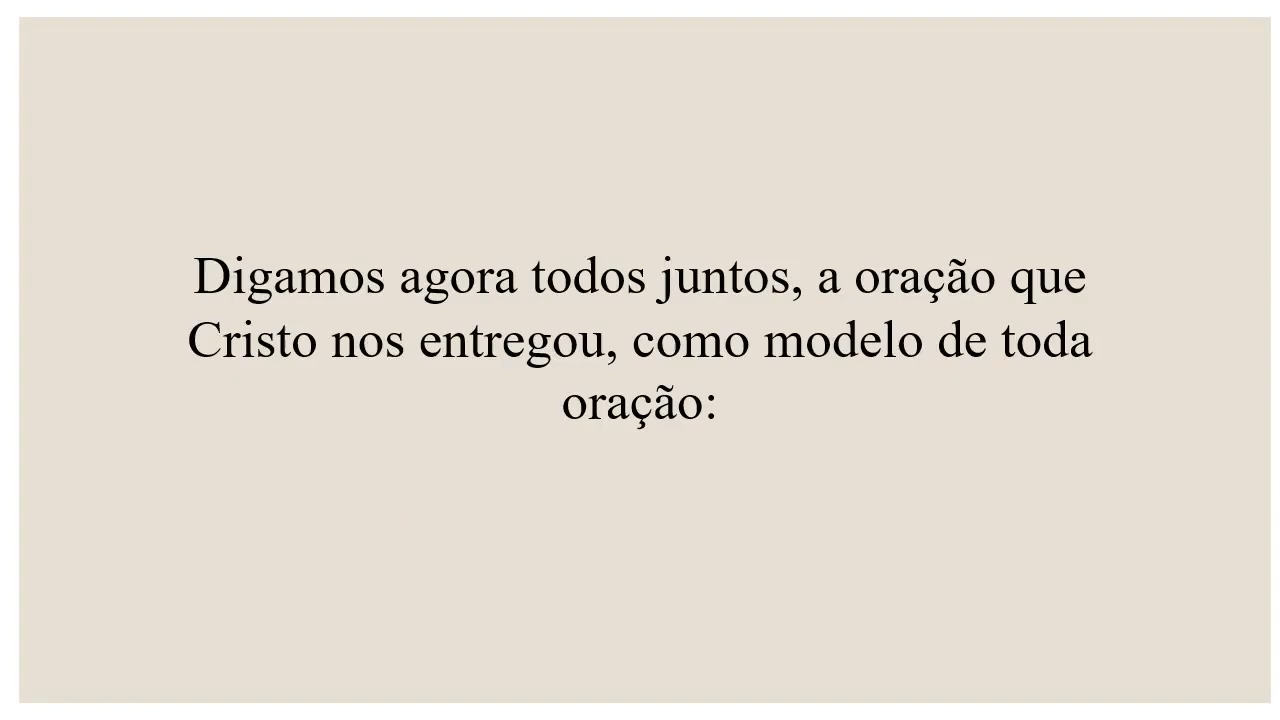 Digamos agora todos juntos, a oração que
Cristo nos entregou, como modelo de toda
oração: